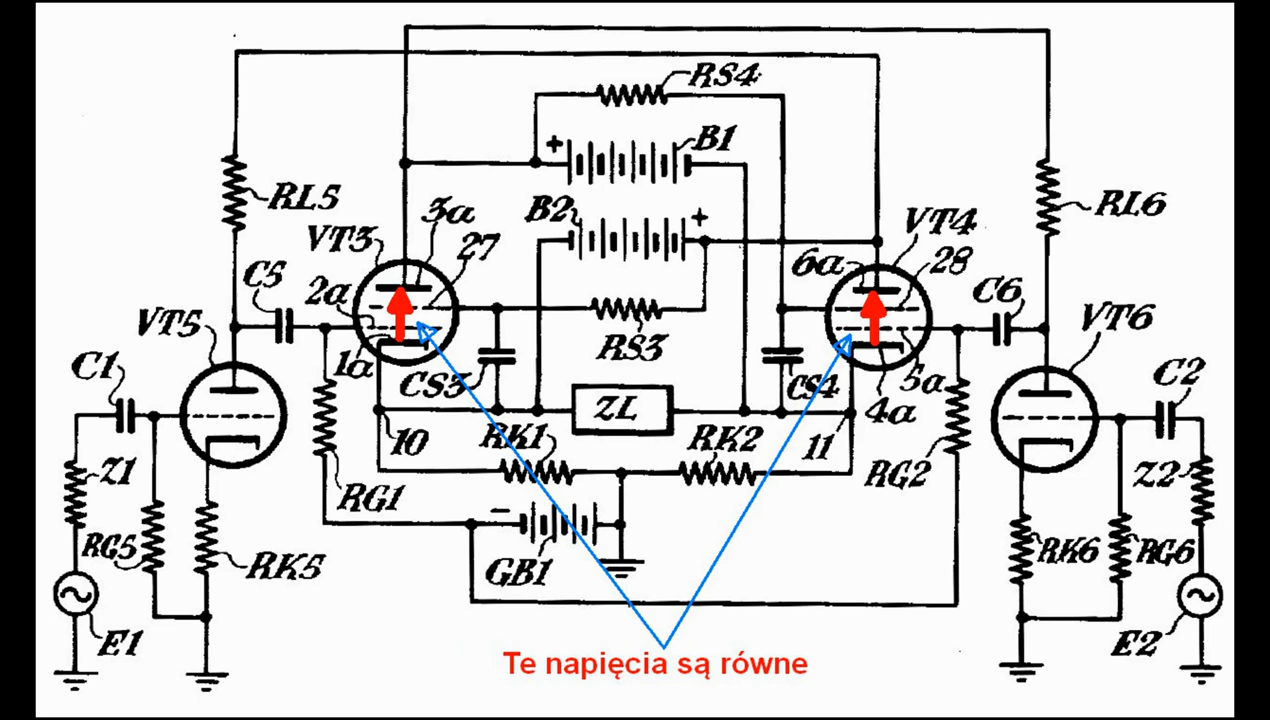 RS4
B1
+
B2
+
RL5
3a
VT3
27
VT4
RL6
6a
28
C5
2a
C6
VT5
RS3
VT6
1a
C1
CS3
ZL
CS4
5a
4a
C2
10
RK1
RK2
11
Z1
RG1
RG2
Z2
−
RG5
RK5
GB1
RK6
RG6
E1
E2
Te napięcia są równe